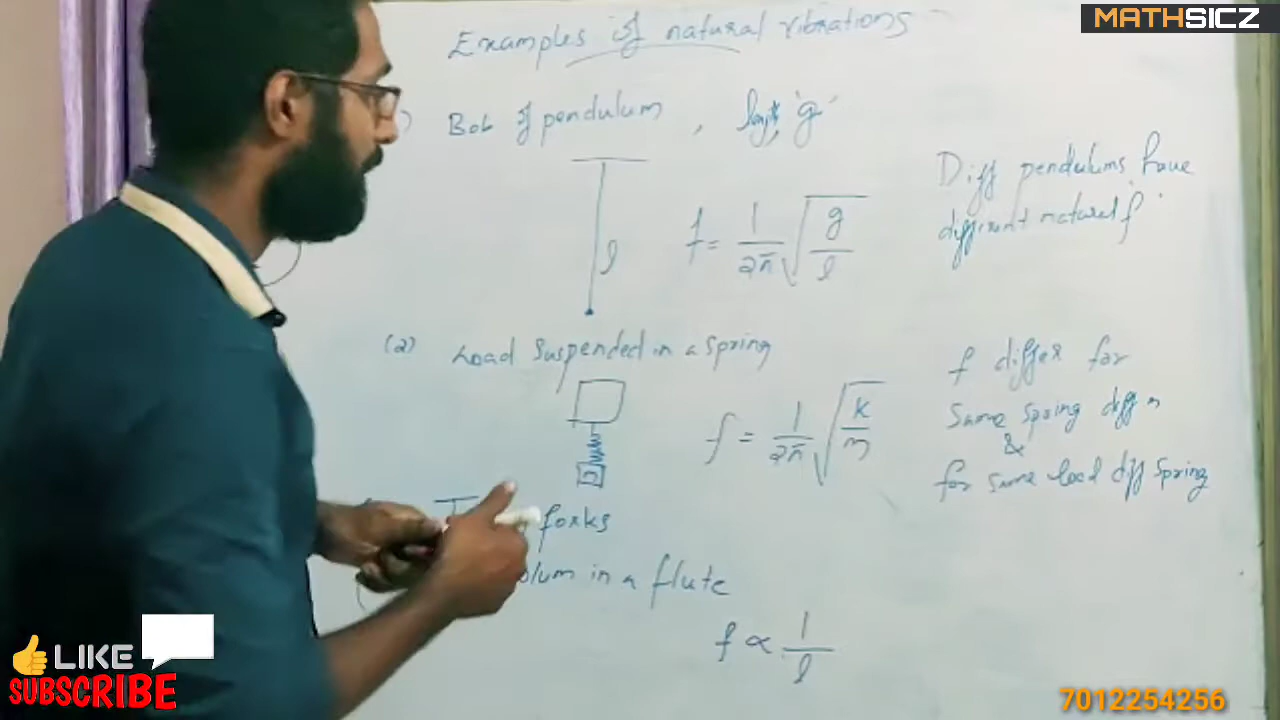 MATHSICZ
Examples of natural vibrations
) Bob of pendulum , 'g'
l
f = 1/2π √g/l
Diff pendulums have
different natural f
(2) Load suspended in a spring
f = 1/2π √k/m
f differ for
same spring diff m
&
for same load diff spring
forks
olum in a flute
f ∝ 1/l
LIKE
SUBSCRIBE
7012254256